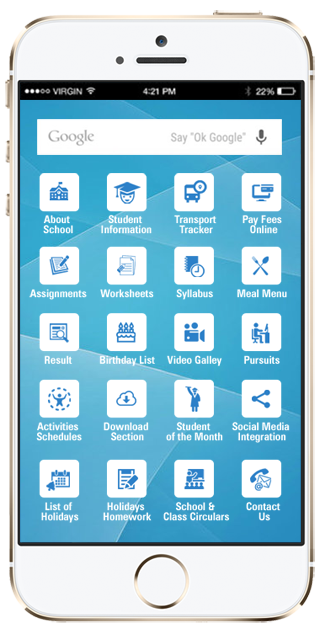 VIRGIN 4:21 PM 22%
Google Say "Ok Google"
About School
Student Information
Transport Tracker
Pay Fees Online
Assignments
Worksheets
Syllabus
Meal Menu
Result
Birthday List
Video Galley
Pursuits
Activities Schedules
Download Section
Student of the Month
Social Media Integration
List of Holidays
Holidays Homework
School & Class Circulars
Contact Us